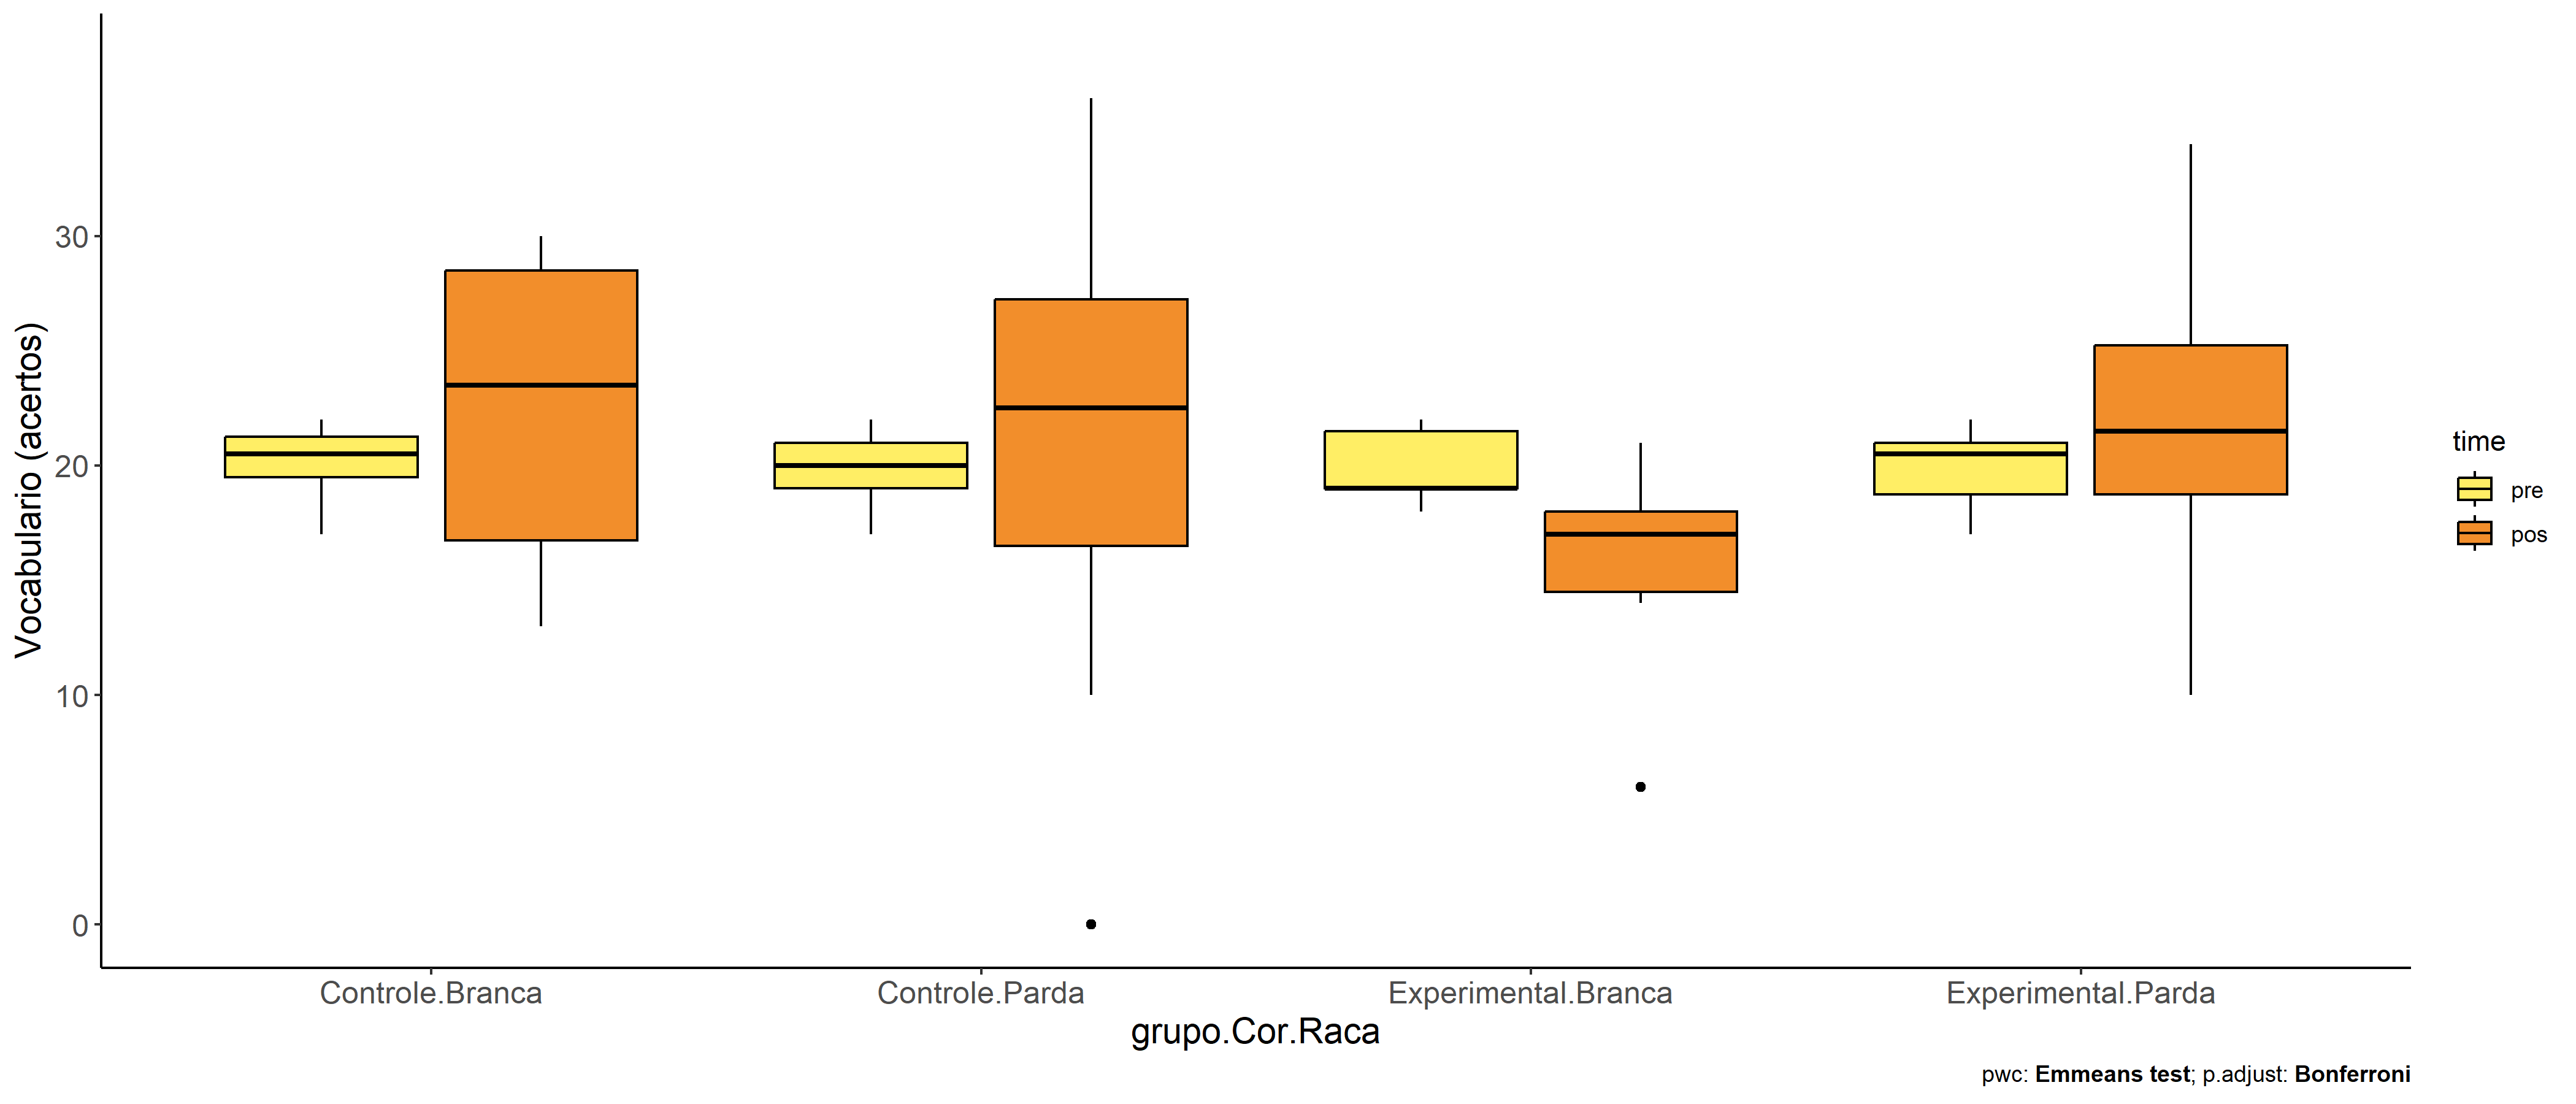 Vocabulario (acertos)
30
20
10
0
Controle.Branca
Controle.Parda
Experimental.Branca
Experimental.Parda
grupo.Cor.Raca
time
pre
pos
pwc: Emmeans test; p.adjust: Bonferroni